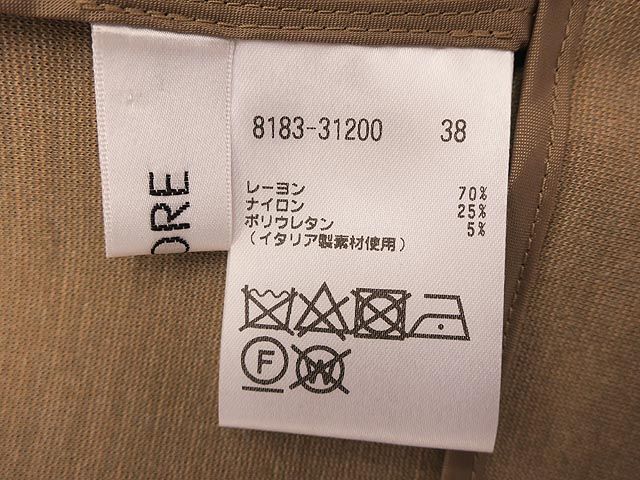 ORE
8183-31200 38
レーヨン 70%
ナイロン 25%
ポリウレタン 5%
(イタリア製素材使用)
F W